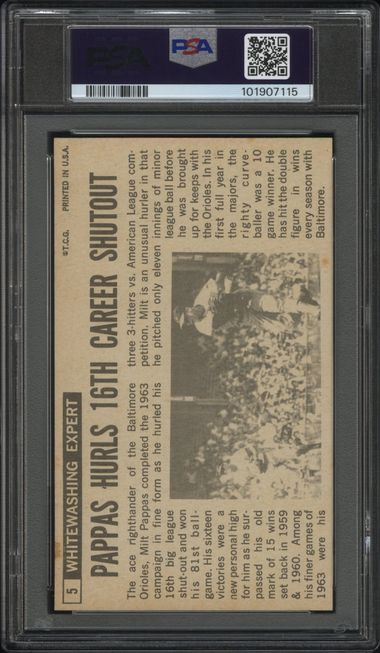 PSA
PSA
101907115
5 WHITEWASHING EXPERT
©T.C.G. PRINTED IN U.S.A.
PAPPAS HURLS 16TH CAREER SHUTOUT
The ace righthander of the Baltimore
Orioles, Milt Pappas completed the 1963
campaign in fine form as he hurled his
16th big league
shut-out and won
his 81st ball-
game. His sixteen
victories were a
new personal high
for him as he sur-
passed his old
mark of 15 wins
set back in 1959
& 1960. Among
his finer games of
1963 were his
three 3-hitters vs. American League com-
petition. Milt is an unusual hurler in that
he pitched only eleven innings of minor
league ball before
he was brought
up for keeps with
the Orioles. In his
first full year in
the majors, the
righty curve-
baller was a 10
game winner. He
has hit the double
figure in wins
every season with
Baltimore.